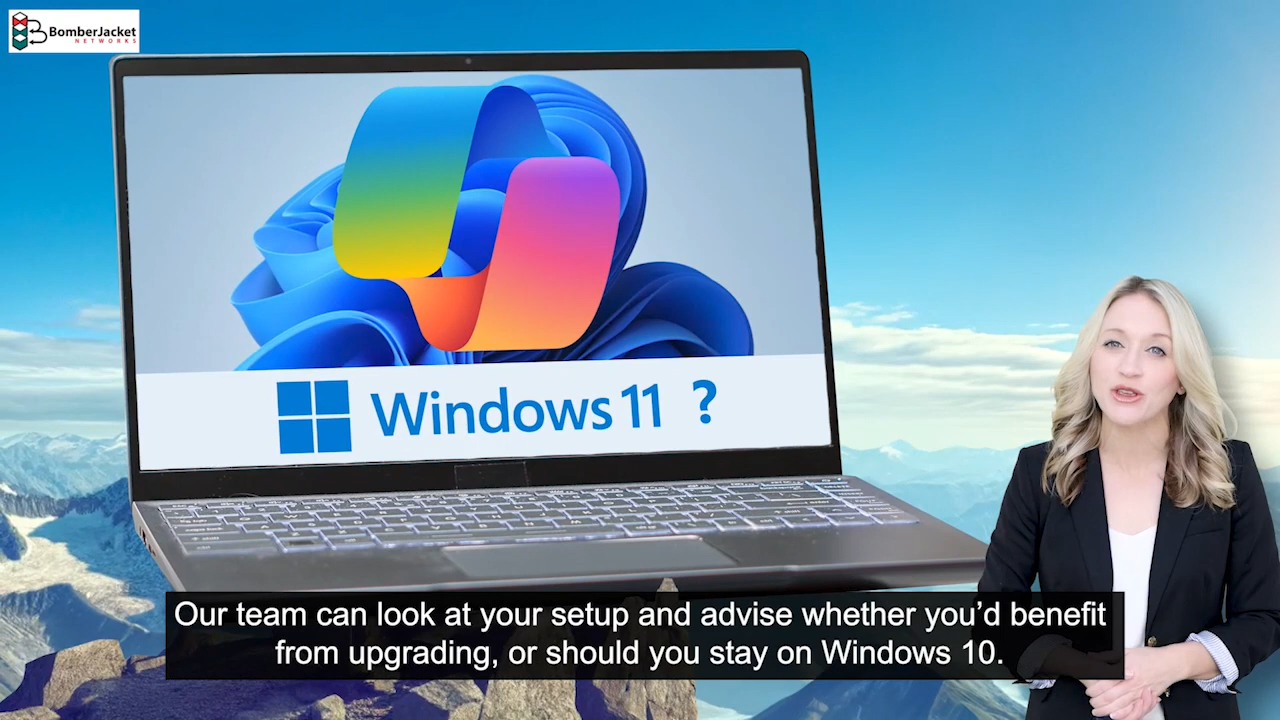 BomberJacket
NETWORKS
Windows 11 ?
Our team can look at your setup and advise whether you’d benefit
from upgrading, or should you stay on Windows 10.